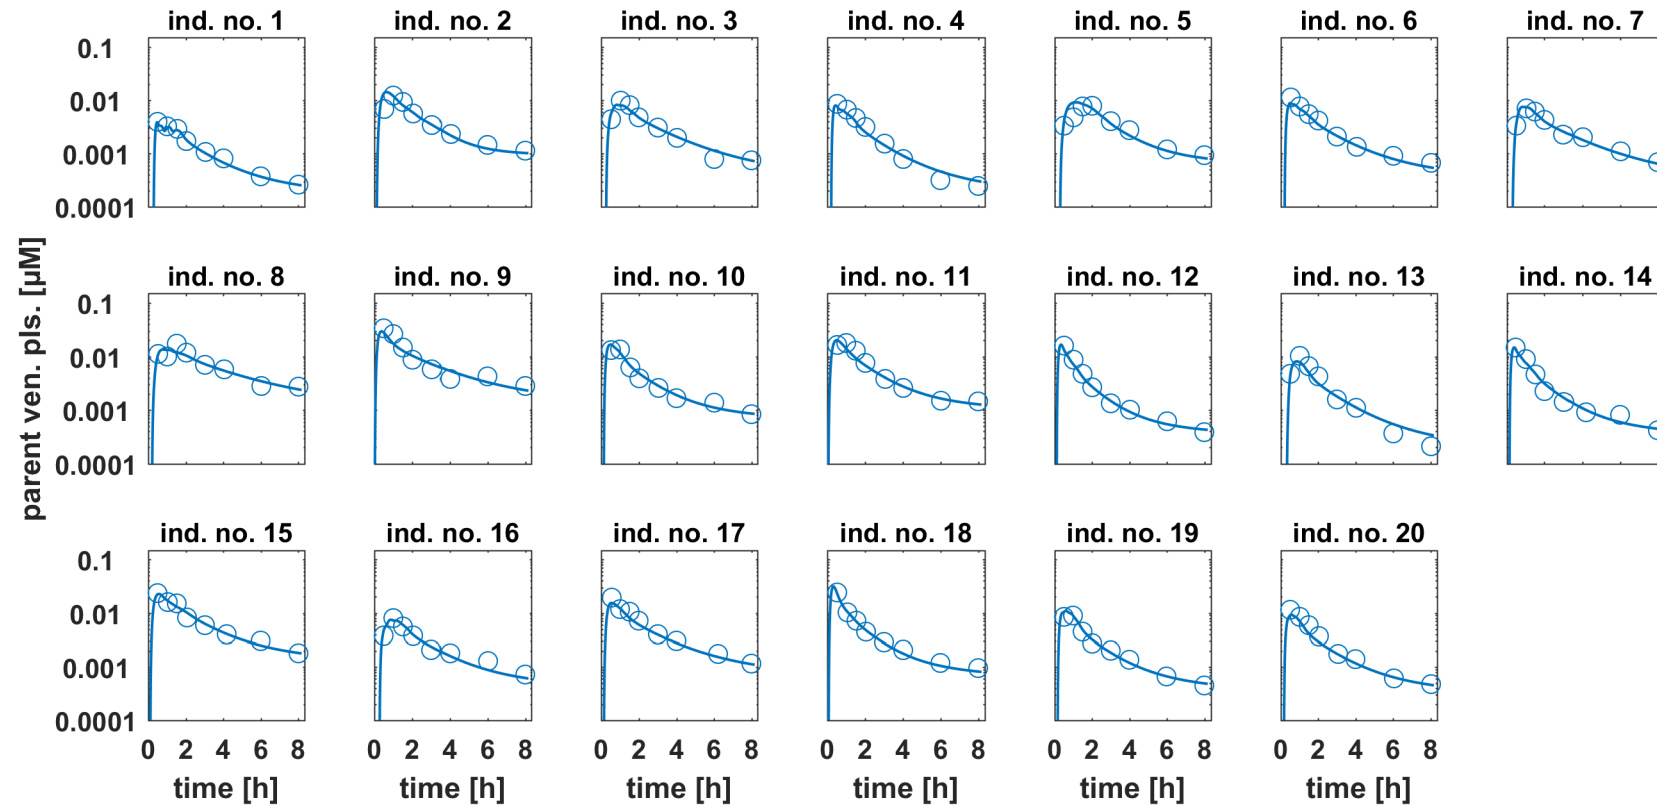 ind. no. 1 ind. no. 2 ind. no. 3 ind. no. 4 ind. no. 5 ind. no. 6 ind. no. 7
0.1
0.01
0.001
0.0001
parent ven. pls. [µM]
ind. no. 8 ind. no. 9 ind. no. 10 ind. no. 11 ind. no. 12 ind. no. 13 ind. no. 14
0.1
0.01
0.001
0.0001
ind. no. 15 ind. no. 16 ind. no. 17 ind. no. 18 ind. no. 19 ind. no. 20
0.1
0.01
0.001
0.0001
0 2 4 6 8 0 2 4 6 8 0 2 4 6 8 0 2 4 6 8 0 2 4 6 8 0 2 4 6 8
time [h] time [h] time [h] time [h] time [h] time [h]